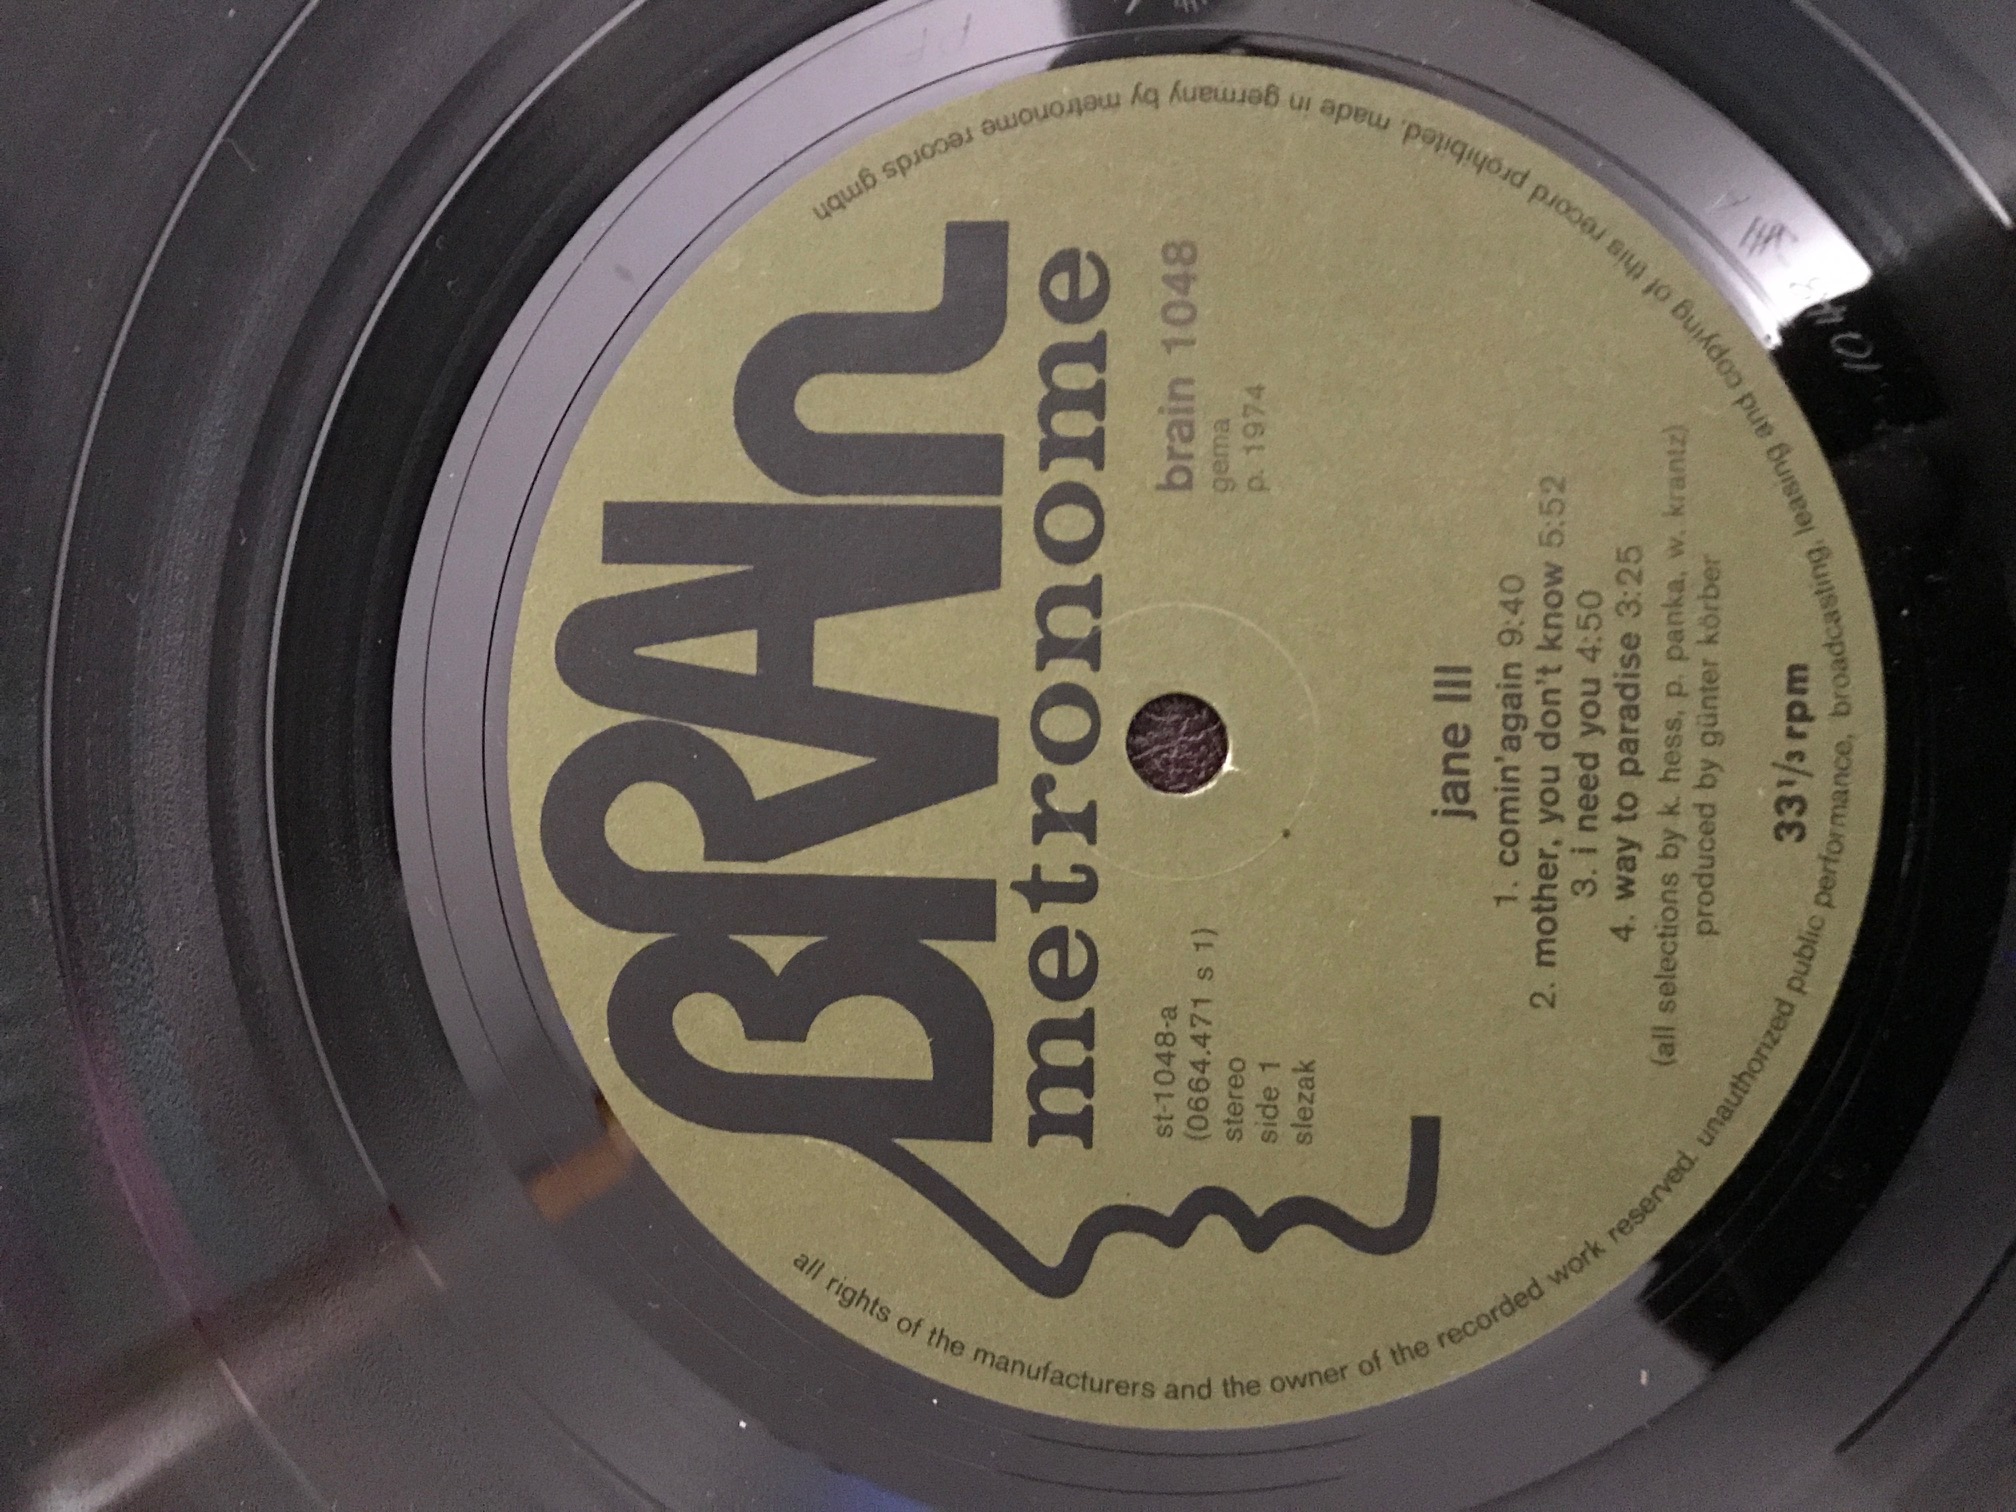 BRAIN
metronome
brain 1048
gema
p. 1974
st-1048-a
(0664.471 s 1)
stereo
side 1
slezak
jane III
1. comin'again 9:40
2. mother, you don't know 5:52
3. i need you 4:50
4. way to paradise 3:25
(all selections by k. hess, p. panka, w. krantz)
produced by günter körber
33 1/3 rpm
all rights of the manufacturers and the owner of the recorded work reserved. unauthorized public performance, broadcasting, leasing and copying of this record prohibited. made in germany by metronome records gmbh